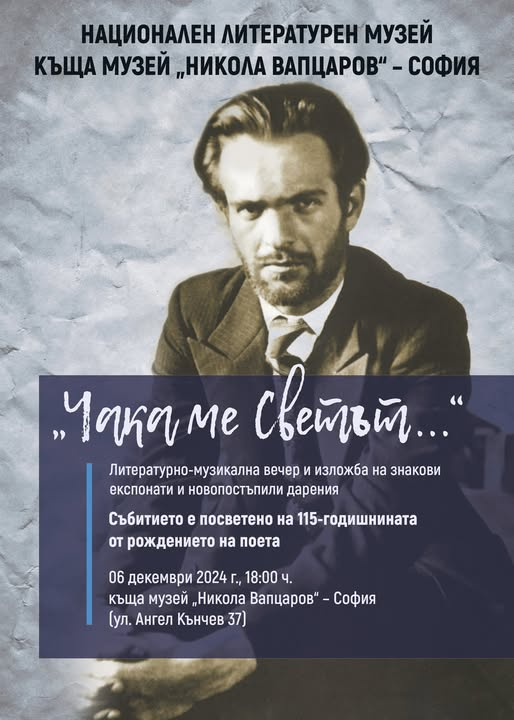 НАЦИОНАЛЕН ЛИТЕРАТУРЕН МУЗЕЙ
КЪЩА МУЗЕЙ „НИКОЛА ВАПЦАРОВ“ – СОФИЯ
„Чака ме Светът...“
Литературно-музикална вечер и изложба на знакови
експонати и новопостъпили дарения
Събитието е посветено на 115-годишнината
от рождението на поета
06 декември 2024 г., 18:00 ч.
къща музей „Никола Вапцаров“ – София
(ул. Ангел Кънчев 37)